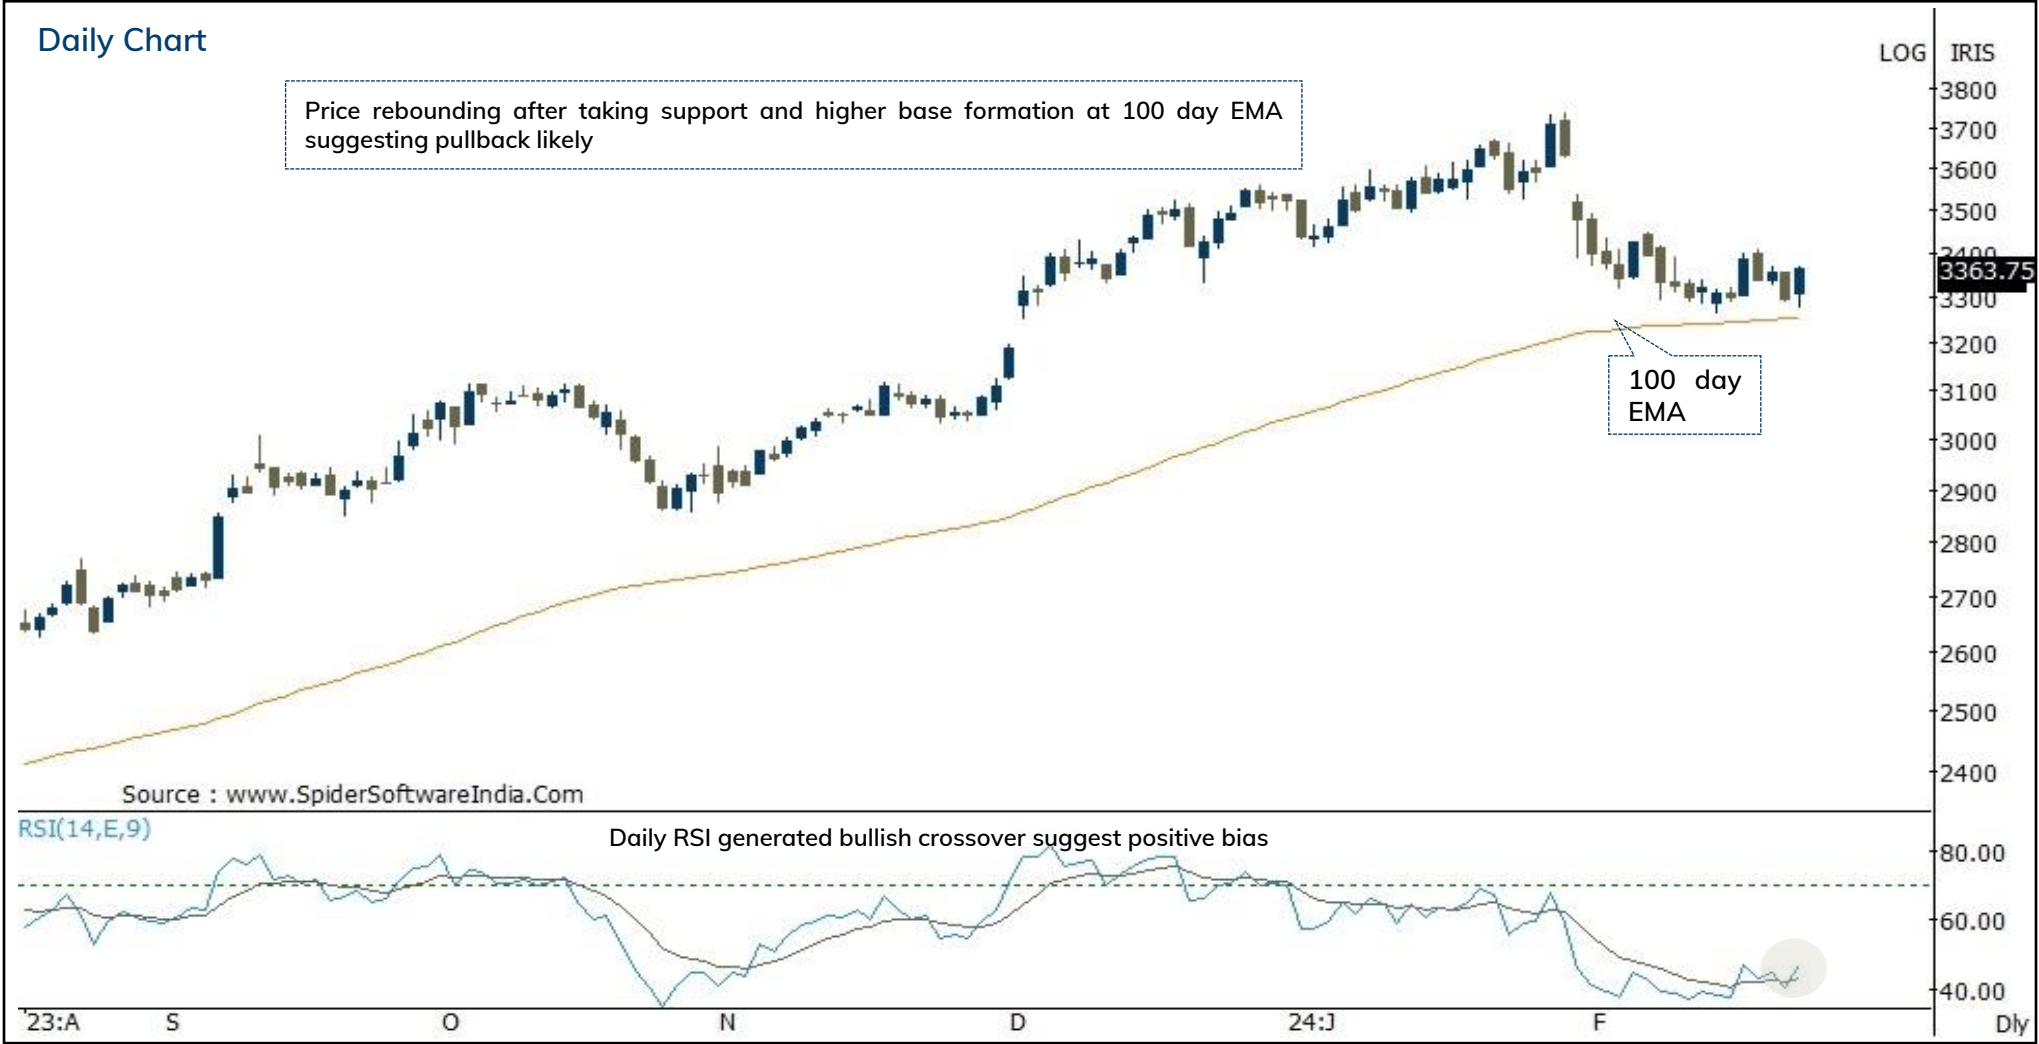 Daily Chart
LOG
IRIS
Price rebounding after taking support and higher base formation at 100 day EMA
suggesting pullback likely
3800
3700
3600
3500
3400
3363.75
3300
3200
3100
3000
2900
2800
2700
2600
2500
2400
100 day
EMA
Source : www.SpiderSoftwareIndia.Com
RSI(14,E,9)
Daily RSI generated bullish crossover suggest positive bias
80.00
60.00
40.00
23:A
S
O
N
D
24:J
F
Dly